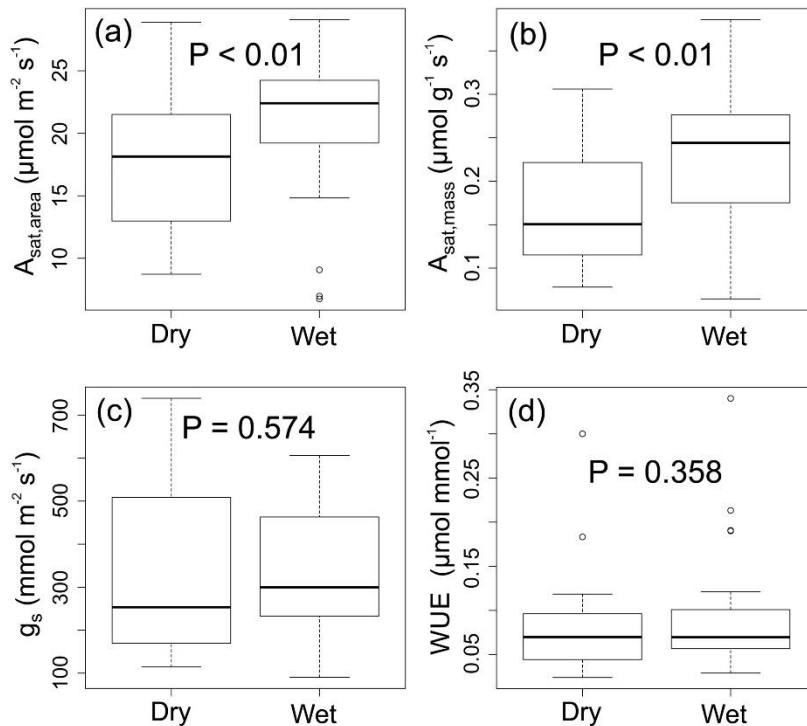 (a)
P < 0.01
A_sat,area (µmol m⁻² s⁻¹)
25
20
15
10
Dry
Wet
(b)
P < 0.01
A_sat,mass (µmol g⁻¹ s⁻¹)
0.3
0.2
0.1
Dry
Wet
(c)
P = 0.574
g_s (mmol m⁻² s⁻¹)
700
500
300
100
Dry
Wet
(d)
P = 0.358
WUE (µmol mmol⁻¹)
0.35
0.25
0.15
0.05
Dry
Wet